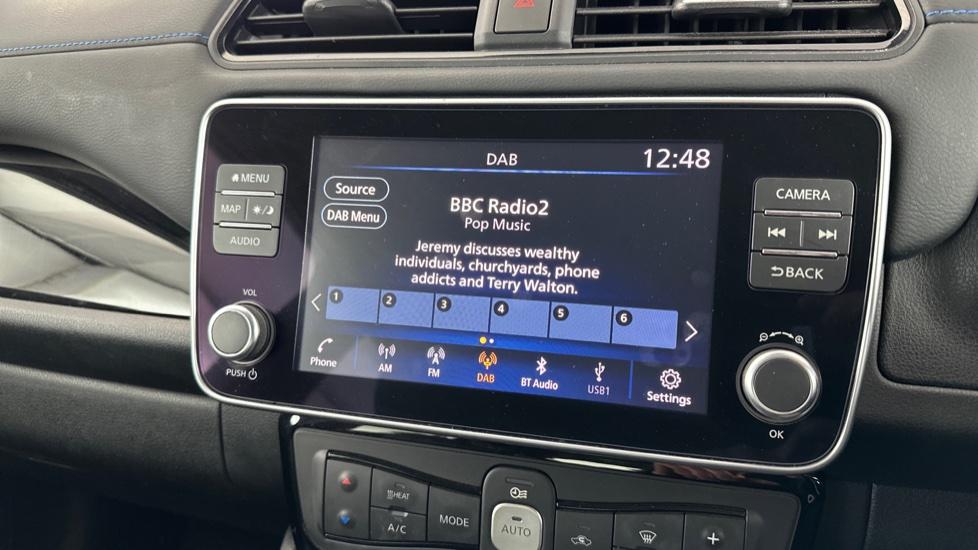 DAB 12:48
MENU
MAP
AUDIO
VOL
PUSH
Source
DAB Menu
BBC Radio2
Pop Music
Jeremy discusses wealthy
individuals, churchyards, phone
addicts and Terry Walton.
1 2 3 4 5 6
Phone AM FM DAB BT Audio USB1 Settings
CAMERA
BACK
OK
HEAT
A/C
MODE
AUTO